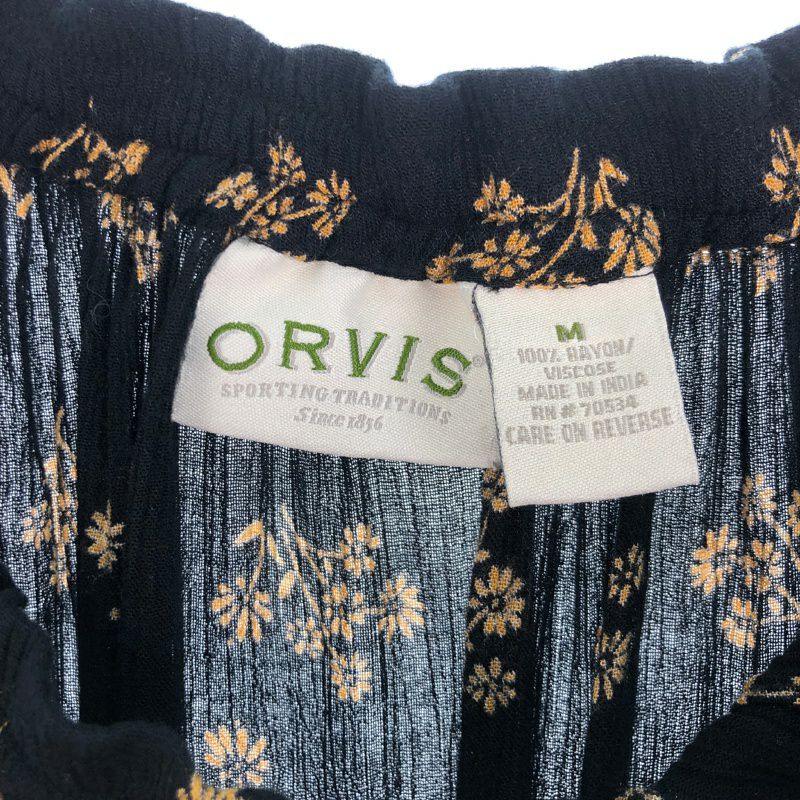 ORVIS®
SPORTING TRADITIONS
Since 1856
M
100% RAYON/
VISCOSE
MADE IN INDIA
RN # 70534
CARE ON REVERSE